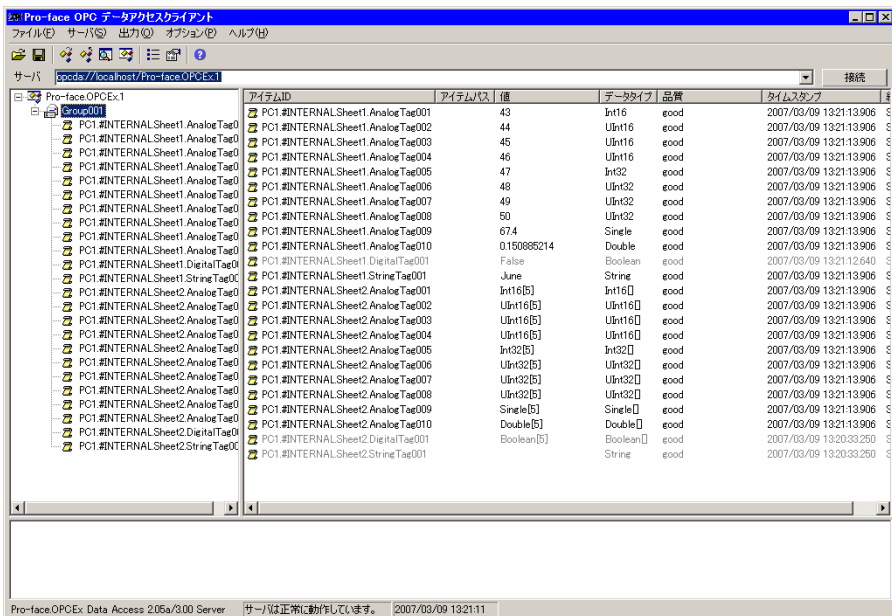 Pro-face OPC データアクセスクライアント
ファイル(F) サーバ(S) 出力(O) オプション(P) ヘルプ(H)
サーバ opcda://localhost/Pro-face.OPCEx.1 接続
Pro-face.OPCEx.1
Group001
PC1.#INTERNAL.Sheet1.AnalogTag0
PC1.#INTERNAL.Sheet1.AnalogTag0
PC1.#INTERNAL.Sheet1.AnalogTag0
PC1.#INTERNAL.Sheet1.AnalogTag0
PC1.#INTERNAL.Sheet1.AnalogTag0
PC1.#INTERNAL.Sheet1.AnalogTag0
PC1.#INTERNAL.Sheet1.AnalogTag0
PC1.#INTERNAL.Sheet1.AnalogTag0
PC1.#INTERNAL.Sheet1.AnalogTag0
PC1.#INTERNAL.Sheet1.AnalogTag0
PC1.#INTERNAL.Sheet1.DigitalTag0
PC1.#INTERNAL.Sheet1.StringTag00
PC1.#INTERNAL.Sheet2.AnalogTag0
PC1.#INTERNAL.Sheet2.AnalogTag0
PC1.#INTERNAL.Sheet2.AnalogTag0
PC1.#INTERNAL.Sheet2.AnalogTag0
PC1.#INTERNAL.Sheet2.AnalogTag0
PC1.#INTERNAL.Sheet2.AnalogTag0
PC1.#INTERNAL.Sheet2.AnalogTag0
PC1.#INTERNAL.Sheet2.AnalogTag0
PC1.#INTERNAL.Sheet2.AnalogTag0
PC1.#INTERNAL.Sheet2.AnalogTag0
PC1.#INTERNAL.Sheet2.DigitalTag0
PC1.#INTERNAL.Sheet2.StringTag00
アイテムID アイテムパス 値 データタイプ 品質 タイムスタンプ
PC1.#INTERNAL.Sheet1.AnalogTag001 43 Int16 good 2007/03/09 13:21:13.906 S
PC1.#INTERNAL.Sheet1.AnalogTag002 44 UInt16 good 2007/03/09 13:21:13.906 S
PC1.#INTERNAL.Sheet1.AnalogTag003 45 UInt16 good 2007/03/09 13:21:13.906 S
PC1.#INTERNAL.Sheet1.AnalogTag004 46 UInt16 good 2007/03/09 13:21:13.906 S
PC1.#INTERNAL.Sheet1.AnalogTag005 47 Int32 good 2007/03/09 13:21:13.906 S
PC1.#INTERNAL.Sheet1.AnalogTag006 48 UInt32 good 2007/03/09 13:21:13.906 S
PC1.#INTERNAL.Sheet1.AnalogTag007 49 UInt32 good 2007/03/09 13:21:13.906 S
PC1.#INTERNAL.Sheet1.AnalogTag008 50 UInt32 good 2007/03/09 13:21:13.906 S
PC1.#INTERNAL.Sheet1.AnalogTag009 67.4 Single good 2007/03/09 13:21:13.906 S
PC1.#INTERNAL.Sheet1.AnalogTag010 0.150885214 Double good 2007/03/09 13:21:13.906 S
PC1.#INTERNAL.Sheet1.DigitalTag001 False Boolean good 2007/03/09 13:21:12.640 S
PC1.#INTERNAL.Sheet1.StringTag001 June String good 2007/03/09 13:21:13.906 S
PC1.#INTERNAL.Sheet2.AnalogTag001 Int16[5] Int16[] good 2007/03/09 13:21:13.906 S
PC1.#INTERNAL.Sheet2.AnalogTag002 UInt16[5] UInt16[] good 2007/03/09 13:21:13.906 S
PC1.#INTERNAL.Sheet2.AnalogTag003 UInt16[5] UInt16[] good 2007/03/09 13:21:13.906 S
PC1.#INTERNAL.Sheet2.AnalogTag004 UInt16[5] UInt16[] good 2007/03/09 13:21:13.906 S
PC1.#INTERNAL.Sheet2.AnalogTag005 Int32[5] Int32[] good 2007/03/09 13:21:13.906 S
PC1.#INTERNAL.Sheet2.AnalogTag006 UInt32[5] UInt32[] good 2007/03/09 13:21:13.906 S
PC1.#INTERNAL.Sheet2.AnalogTag007 UInt32[5] UInt32[] good 2007/03/09 13:21:13.906 S
PC1.#INTERNAL.Sheet2.AnalogTag008 UInt32[5] UInt32[] good 2007/03/09 13:21:13.906 S
PC1.#INTERNAL.Sheet2.AnalogTag009 Single[5] Single[] good 2007/03/09 13:21:13.906 S
PC1.#INTERNAL.Sheet2.AnalogTag010 Double[5] Double[] good 2007/03/09 13:21:13.906 S
PC1.#INTERNAL.Sheet2.DigitalTag001 Boolean[5] Boolean[] good 2007/03/09 13:20:33.250 S
PC1.#INTERNAL.Sheet2.StringTag001 String good 2007/03/09 13:20:33.250 S
Pro-face.OPCEx Data Access 2.05a/3.00 Server サーバは正常に動作しています。 2007/03/09 13:21:11